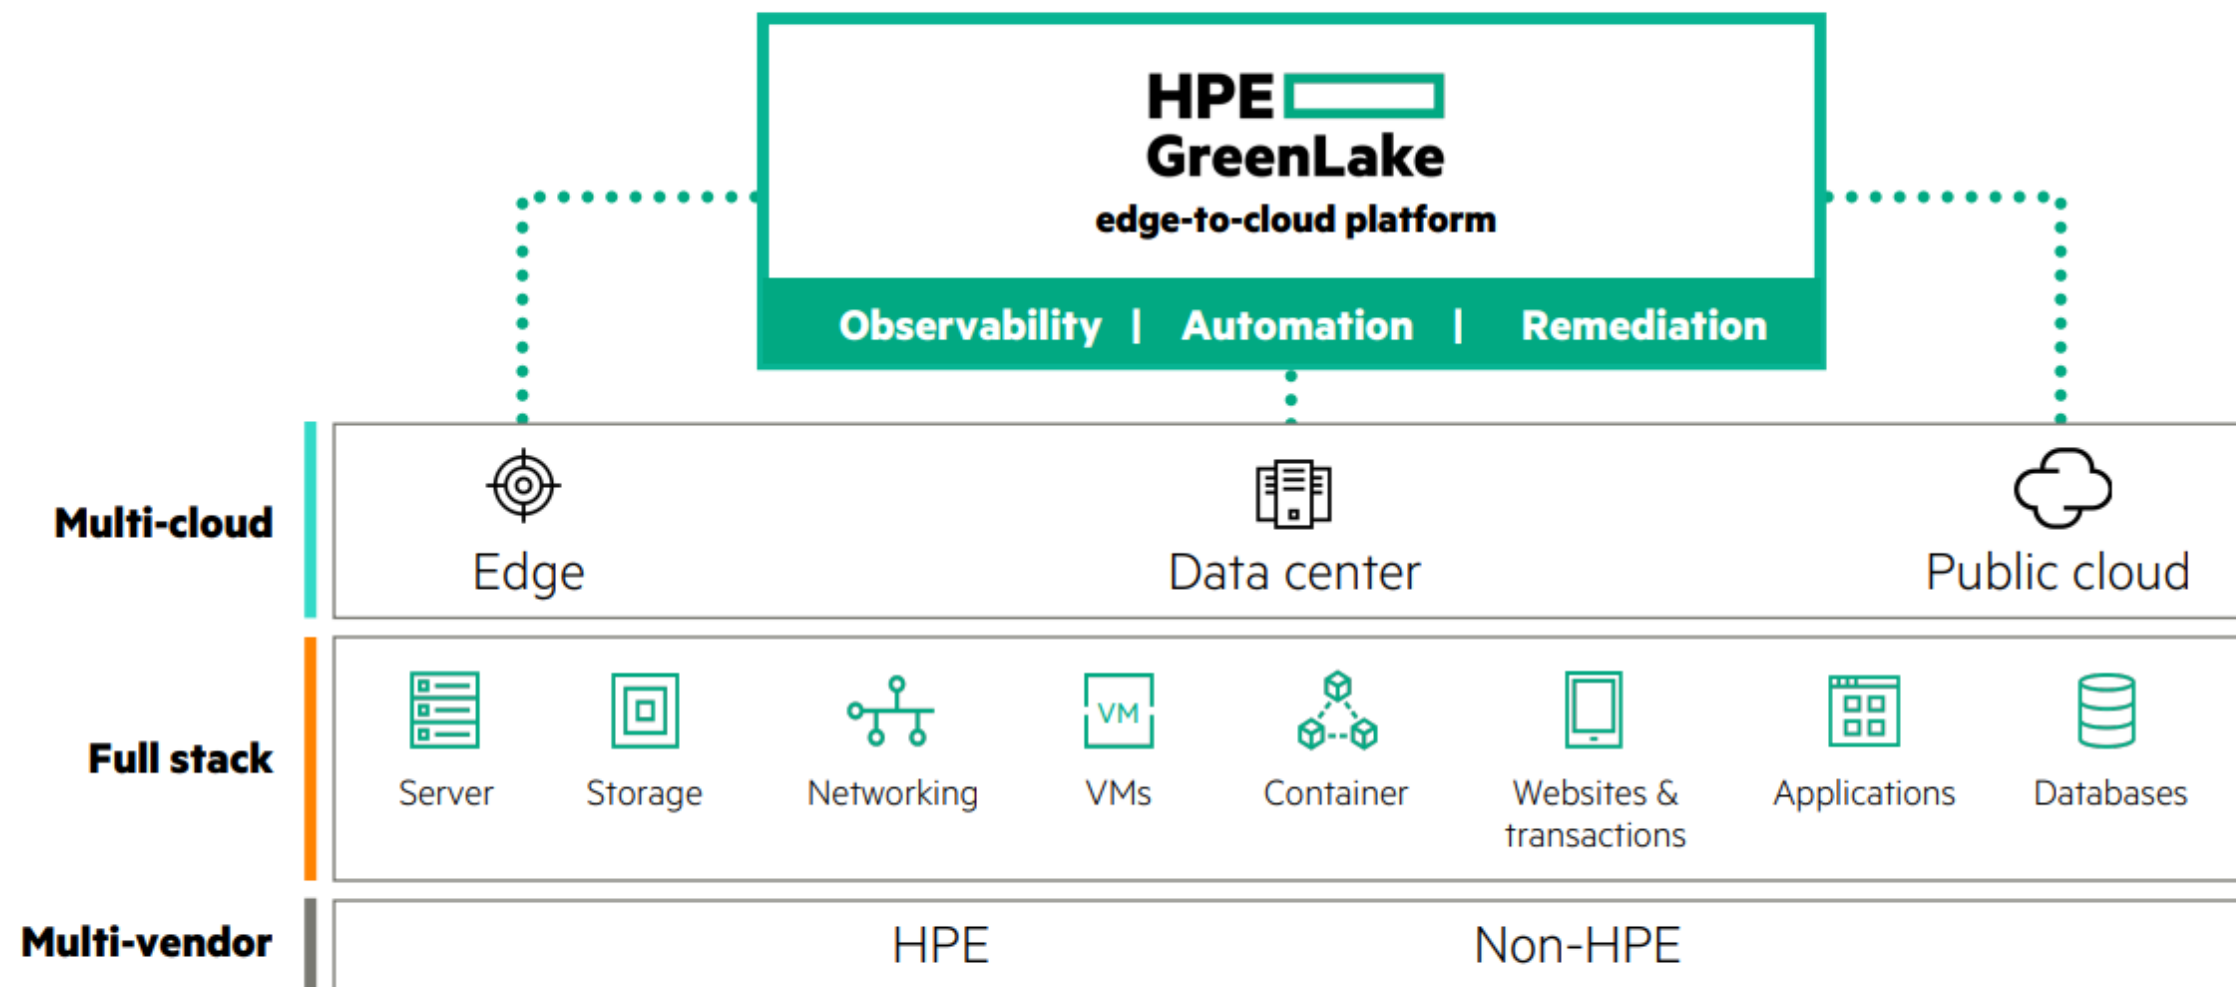 HPE
GreenLake
edge-to-cloud platform
Observability | Automation | Remediation
Multi-cloud
Edge
Data center
Public cloud
Full stack
Server
Storage
Networking
VM
VMs
Container
Websites &
transactions
Applications
Databases
Multi-vendor
HPE
Non-HPE